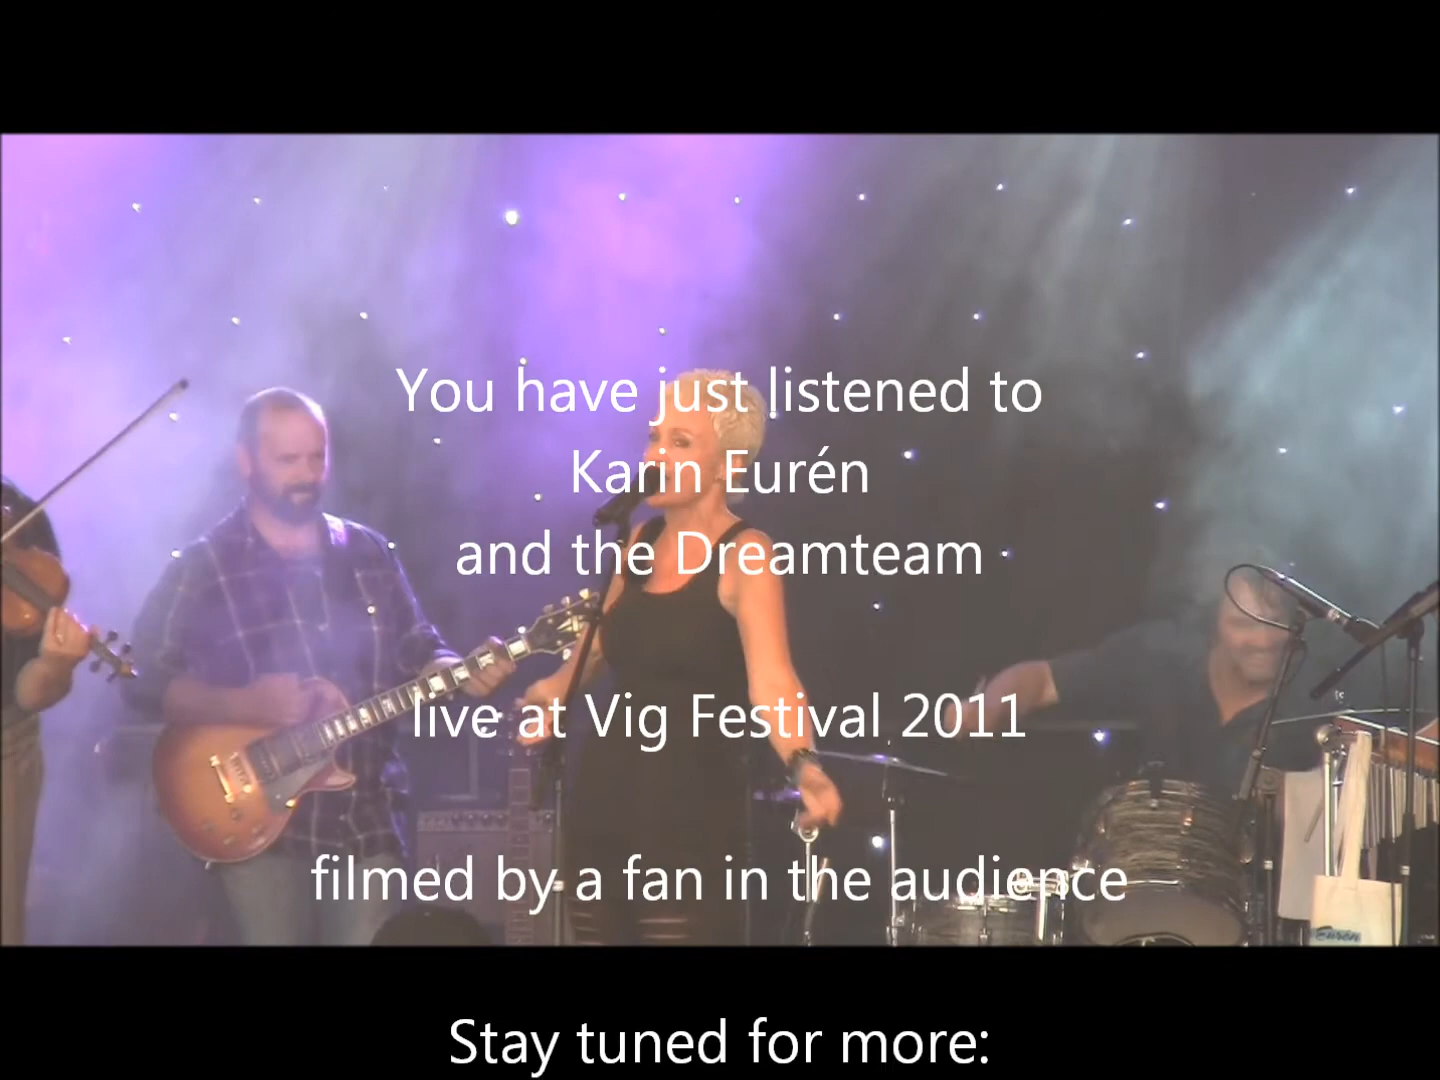 You have just listened to
Karin Eurén
and the Dreamteam
live at Vig Festival 2011
filmed by a fan in the audience
Eurén
Stay tuned for more: